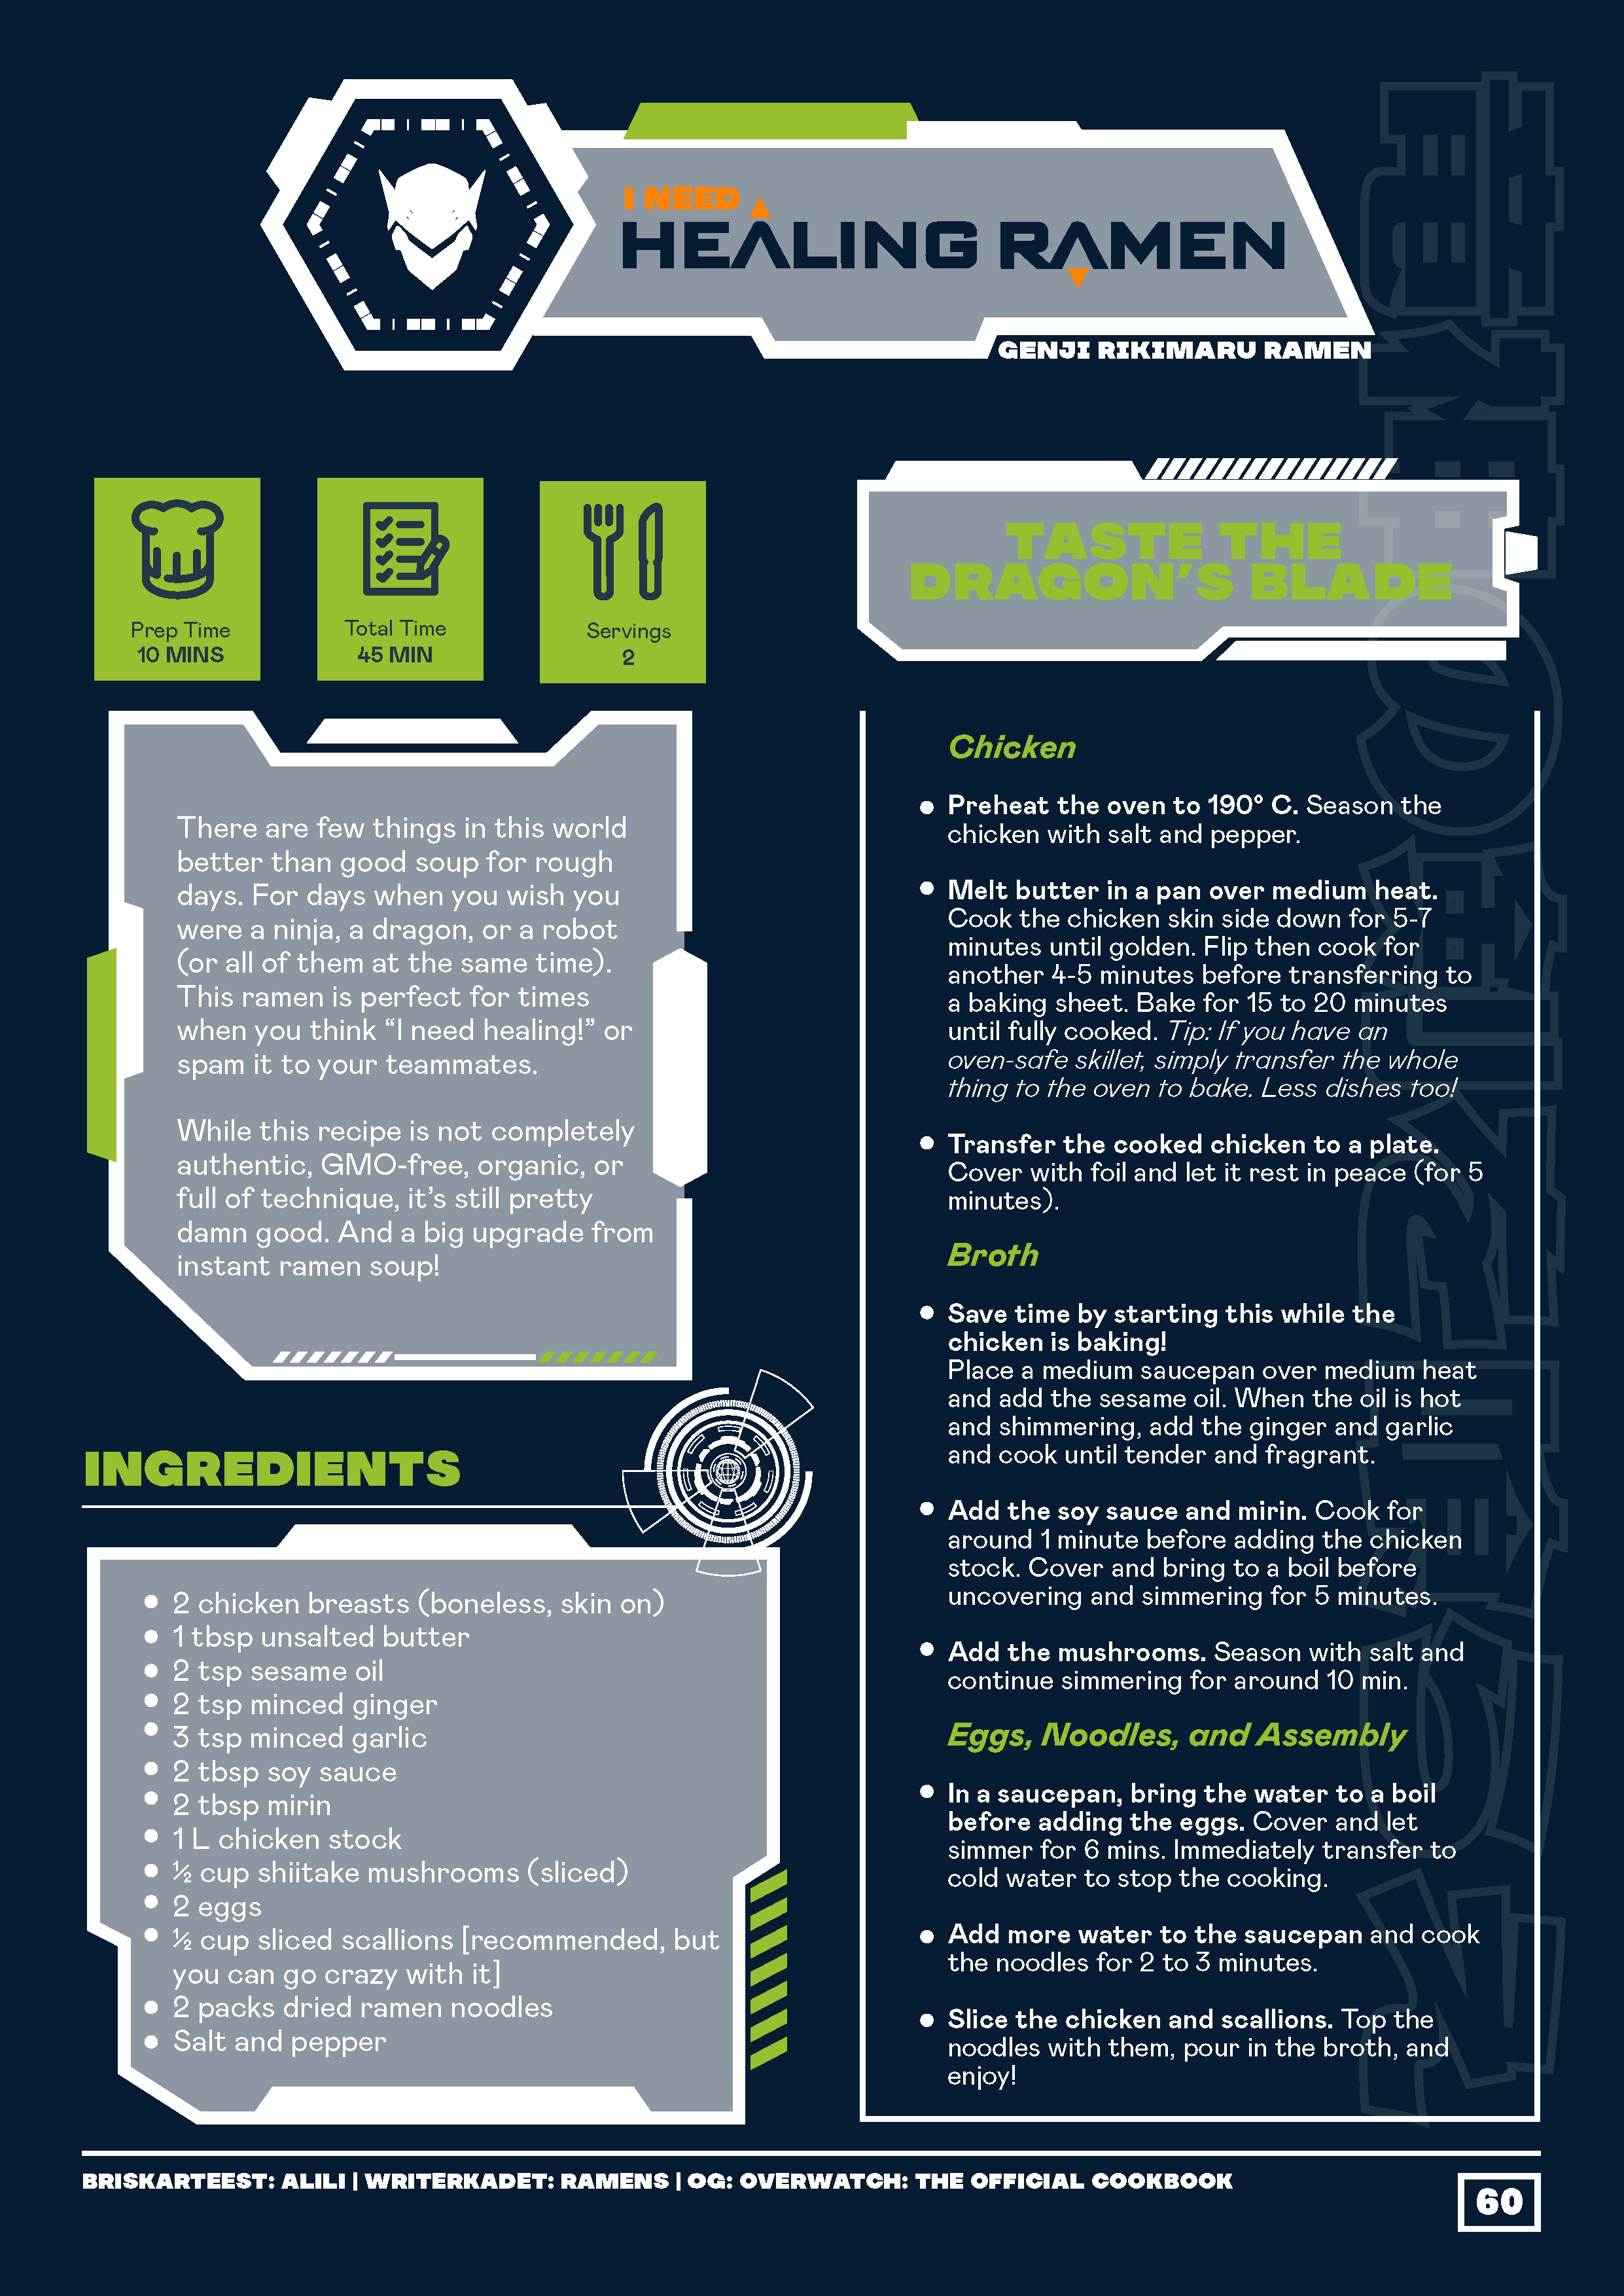 I NEED
HEALING RAMEN
GENJI RIKIMARU RAMEN
Prep Time
10 MINS
Total Time
45 MIN
Servings
2
There are few things in this world
better than good soup for rough
days. For days when you wish you
were a ninja, a dragon, or a robot
(or all of them at the same time).
This ramen is perfect for times
when you think “I need healing!” or
spam it to your teammates.
While this recipe is not completely
authentic, GMO-free, organic, or
full of technique, it’s still pretty
damn good. And a big upgrade from
instant ramen soup!
INGREDIENTS
2 chicken breasts (boneless, skin on)
1 tbsp unsalted butter
2 tsp sesame oil
2 tsp minced ginger
3 tsp minced garlic
2 tbsp soy sauce
2 tbsp mirin
1 L chicken stock
½ cup shiitake mushrooms (sliced)
2 eggs
½ cup sliced scallions [recommended, but
you can go crazy with it]
2 packs dried ramen noodles
Salt and pepper
TASTE THE
DRAGON’S BLADE
Chicken
Preheat the oven to 190° C. Season the
chicken with salt and pepper.
Melt butter in a pan over medium heat.
Cook the chicken skin side down for 5-7
minutes until golden. Flip then cook for
another 4-5 minutes before transferring to
a baking sheet. Bake for 15 to 20 minutes
until fully cooked. Tip: If you have an
oven-safe skillet, simply transfer the whole
thing to the oven to bake. Less dishes too!
Transfer the cooked chicken to a plate.
Cover with foil and let it rest in peace (for 5
minutes).
Broth
Save time by starting this while the
chicken is baking!
Place a medium saucepan over medium heat
and add the sesame oil. When the oil is hot
and shimmering, add the ginger and garlic
and cook until tender and fragrant.
Add the soy sauce and mirin. Cook for
around 1 minute before adding the chicken
stock. Cover and bring to a boil before
uncovering and simmering for 5 minutes.
Add the mushrooms. Season with salt and
continue simmering for around 10 min.
Eggs, Noodles, and Assembly
In a saucepan, bring the water to a boil
before adding the eggs. Cover and let
simmer for 6 mins. Immediately transfer to
cold water to stop the cooking.
Add more water to the saucepan and cook
the noodles for 2 to 3 minutes.
Slice the chicken and scallions. Top the
noodles with them, pour in the broth, and
enjoy!
BRISKARTEEST: ALILI | WRITERKADET: RAMENS | OG: OVERWATCH: THE OFFICIAL COOKBOOK
60